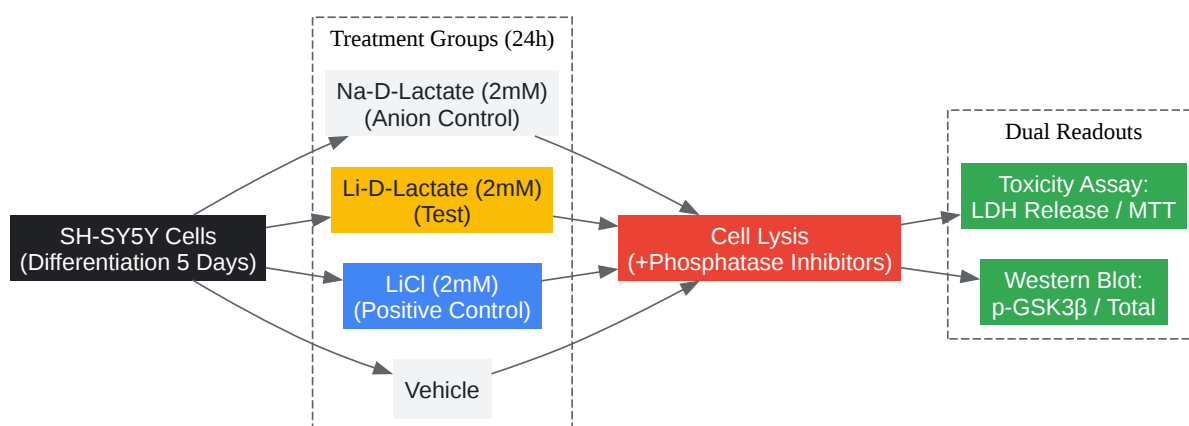 Treatment Groups (24h)
Na-D-Lactate (2mM)
(Anion Control)
Li-D-Lactate (2mM)
(Test)
SH-SY5Y Cells
(Differentiation 5 Days)
LiCl (2mM)
(Positive Control)
Vehicle
Cell Lysis
(+Phosphatase Inhibitors)
Dual Readouts
Toxicity Assay:
LDH Release / MTT
Western Blot:
p-GSK3β / Total